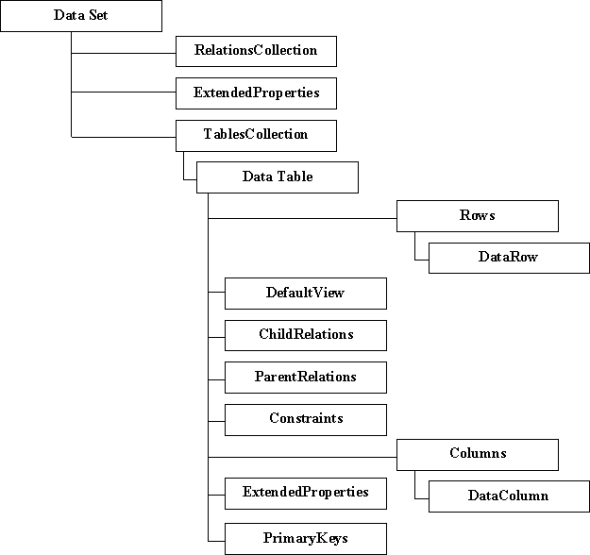 Data Set
RelationsCollection
ExtendedProperties
TablesCollection
Data Table
Rows
DataRow
DefaultView
ChildRelations
ParentRelations
Constraints
Columns
ExtendedProperties
DataColumn
PrimaryKeys